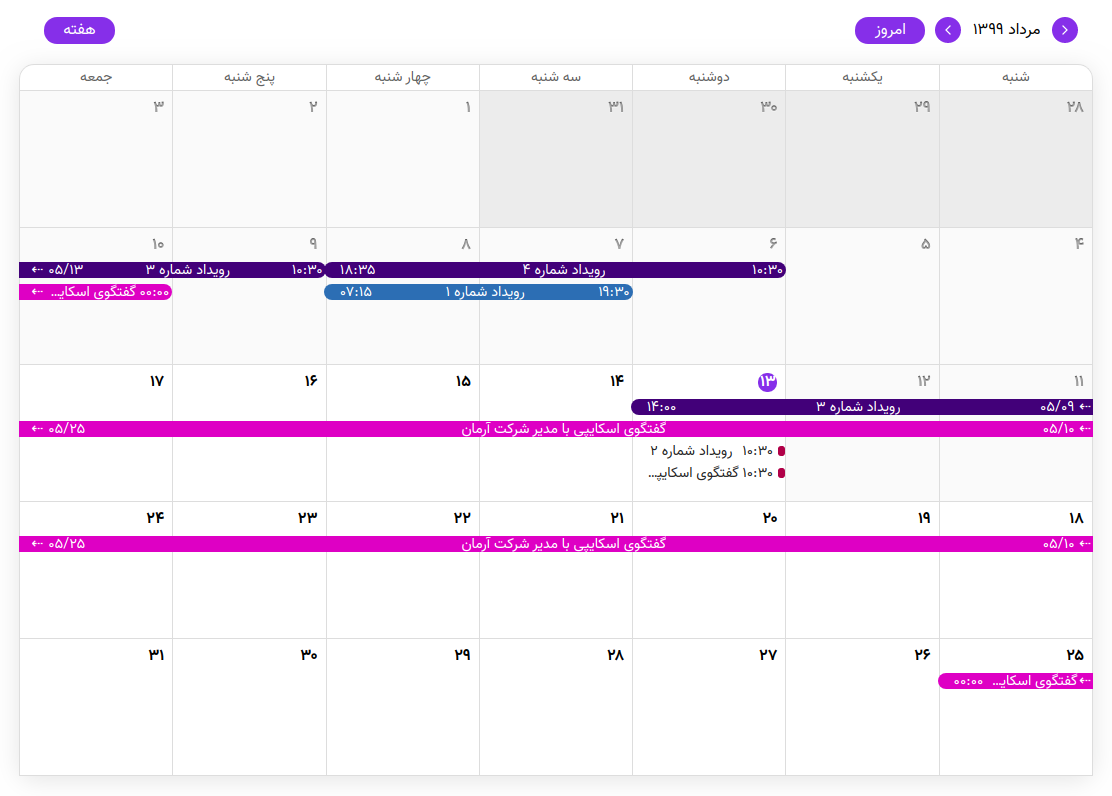 مرداد ۱۳۹۹ امروز هفته
شنبه یکشنبه دوشنبه سه شنبه چهار شنبه پنج شنبه جمعه
۲۸ ۲۹ ۳۰ ۳۱ ۱ ۲ ۳
۴ ۵ ۶ ۷ ۸ ۹ ۱۰
۱۰:۳۰ رویداد شماره ۴ ۱۸:۳۵ ۱۰:۳۰ رویداد شماره ۳ ۰۵/۱۳ ⇠
۱۹:۳۰ رویداد شماره ۱ ۰۷:۱۵ ۰۰:۰۰ گفتگوی اسکایپ... ⇠
۱۱ ۱۲ ۱۳ ۱۴ ۱۵ ۱۶ ۱۷
⇠ ۰۵/۰۹ رویداد شماره ۳ ۱۴:۰۰
⇠ ۰۵/۱۰ گفتگوی اسکایپی با مدیر شرکت آرمان ۰۵/۲۵ ⇠
۱۰:۳۰ رویداد شماره ۲
۱۰:۳۰ گفتگوی اسکایپ...
۱۸ ۱۹ ۲۰ ۲۱ ۲۲ ۲۳ ۲۴
⇠ ۰۵/۱۰ گفتگوی اسکایپی با مدیر شرکت آرمان ۰۵/۲۵ ⇠
۲۵ ۲۶ ۲۷ ۲۸ ۲۹ ۳۰ ۳۱
⇠ گفتگوی اسکایپ... ۰۰:۰۰